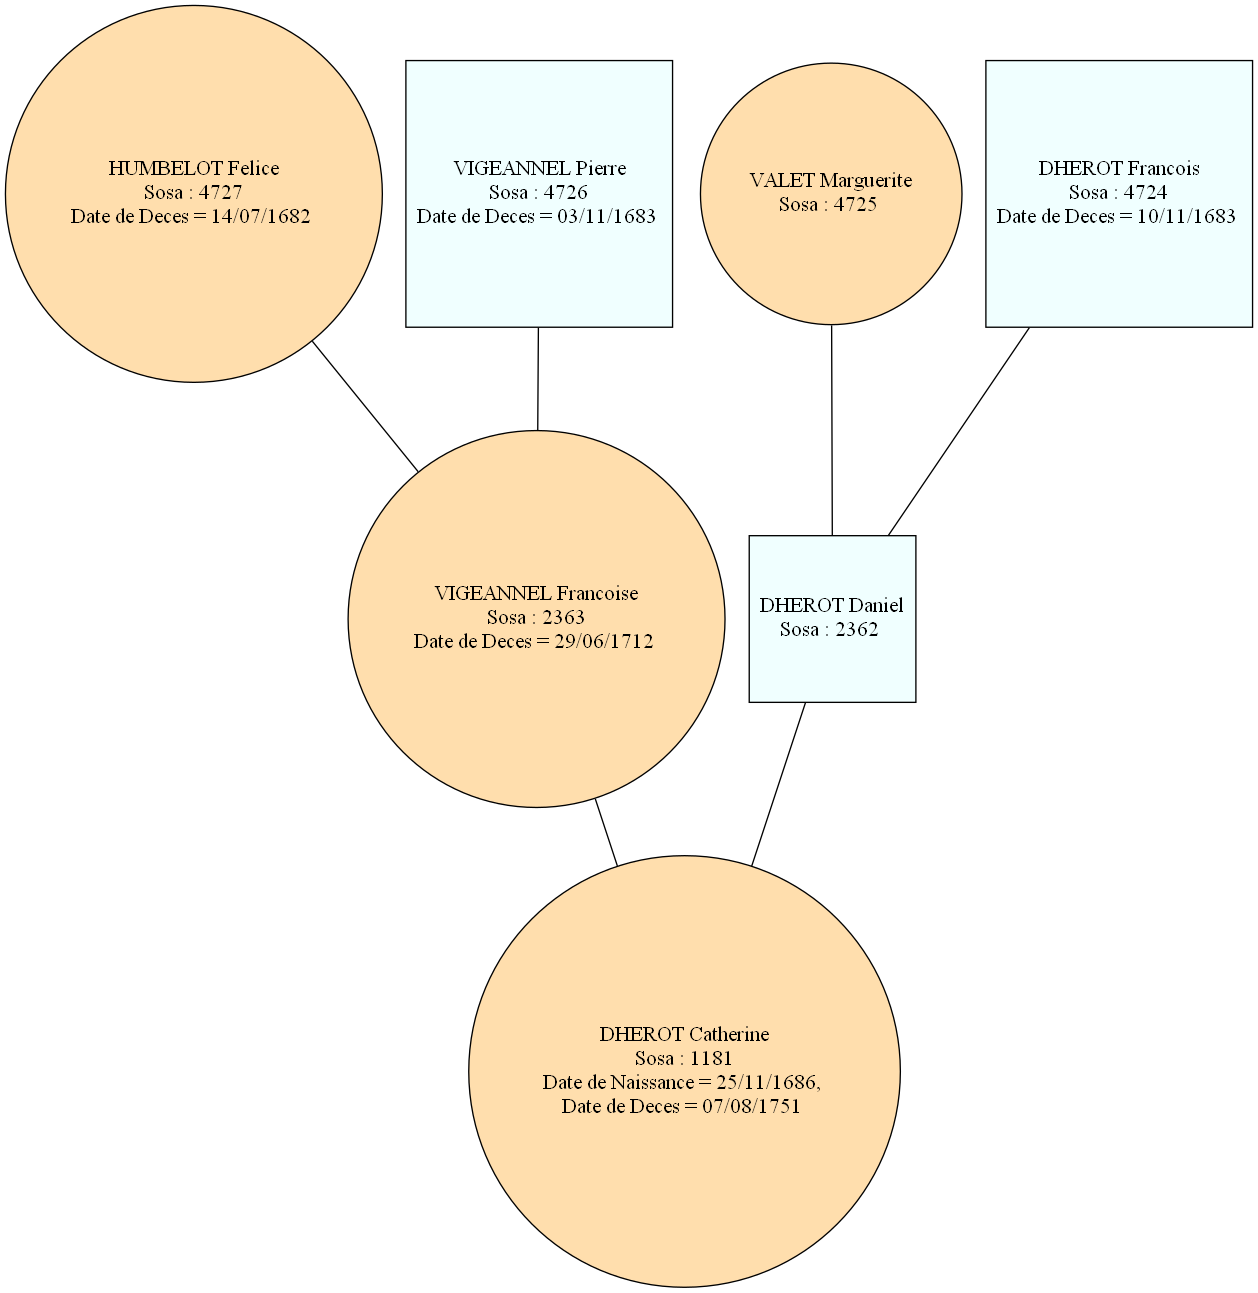 HUMBELOT Felice
Sosa : 4727
Date de Deces = 14/07/1682
VIGEANNEL Pierre
Sosa : 4726
Date de Deces = 03/11/1683
VALET Marguerite
Sosa : 4725
DHEROT Francois
Sosa : 4724
Date de Deces = 10/11/1683
VIGEANNEL Francoise
Sosa : 2363
Date de Deces = 29/06/1712
DHEROT Daniel
Sosa : 2362
DHEROT Catherine
Sosa : 1181
Date de Naissance = 25/11/1686,
Date de Deces = 07/08/1751